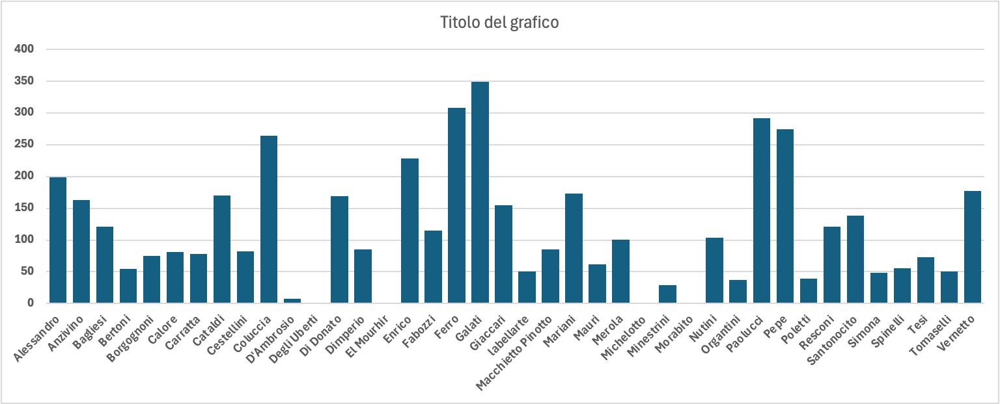 Titolo del grafico
400
350
300
250
200
150
100
50
0
Alessandro
Anzivino
Bagliesi
Bertoni
Borgognoni
Calore
Carratta
Cataldi
Cestellini
Coluccia
D'Ambrosio
Degli Uberti
Di Donato
Dimperio
El Mourhir
Enrico
Fabozzi
Ferro
Galati
Giaccari
Iabellarte
Macchietto Pinotto
Mariani
Mauri
Merola
Michelotto
Minestrini
Morabito
Nutini
Organtini
Paolucci
Pepe
Poletti
Resconi
Santonocito
Simona
Spinelli
Tesi
Tomaselli
Vernetto